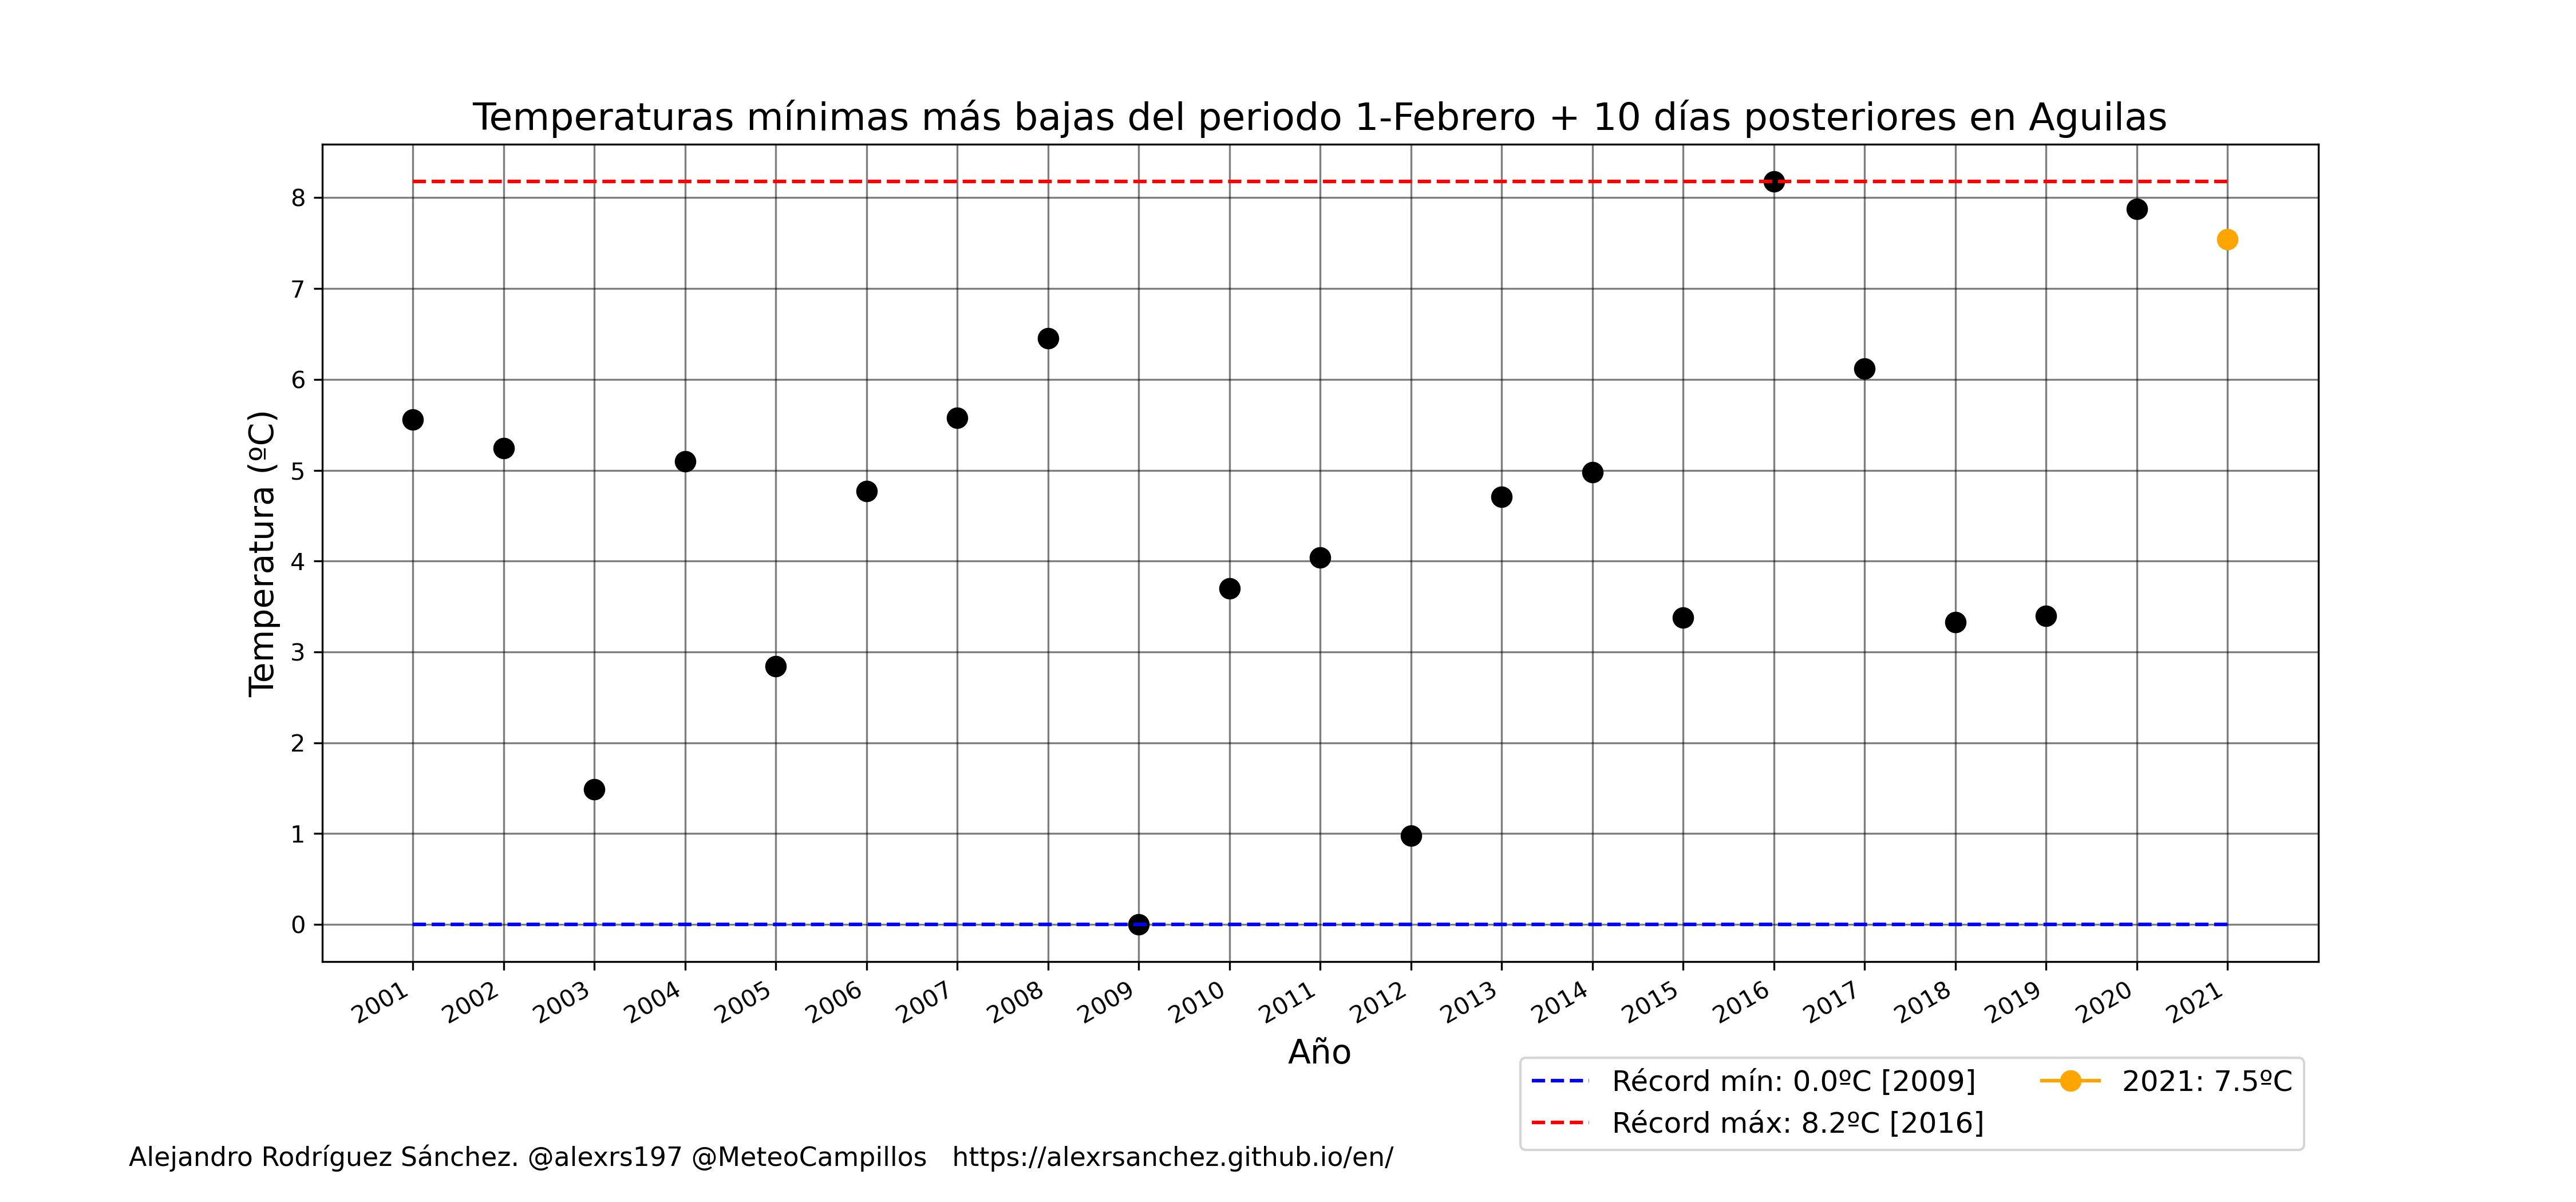 Temperaturas mínimas más bajas del periodo 1-Febrero + 10 días posteriores en Aguilas
Temperatura (ºC)
8
7
6
5
4
3
2
1
0
2001 2002 2003 2004 2005 2006 2007 2008 2009 2010 2011 2012 2013 2014 2015 2016 2017 2018 2019 2020 2021
Año
Récord mín: 0.0ºC [2009] 2021: 7.5ºC
Récord máx: 8.2ºC [2016]
Alejandro Rodríguez Sánchez. @alexrs197 @MeteoCampillos https://alexrsanchez.github.io/en/